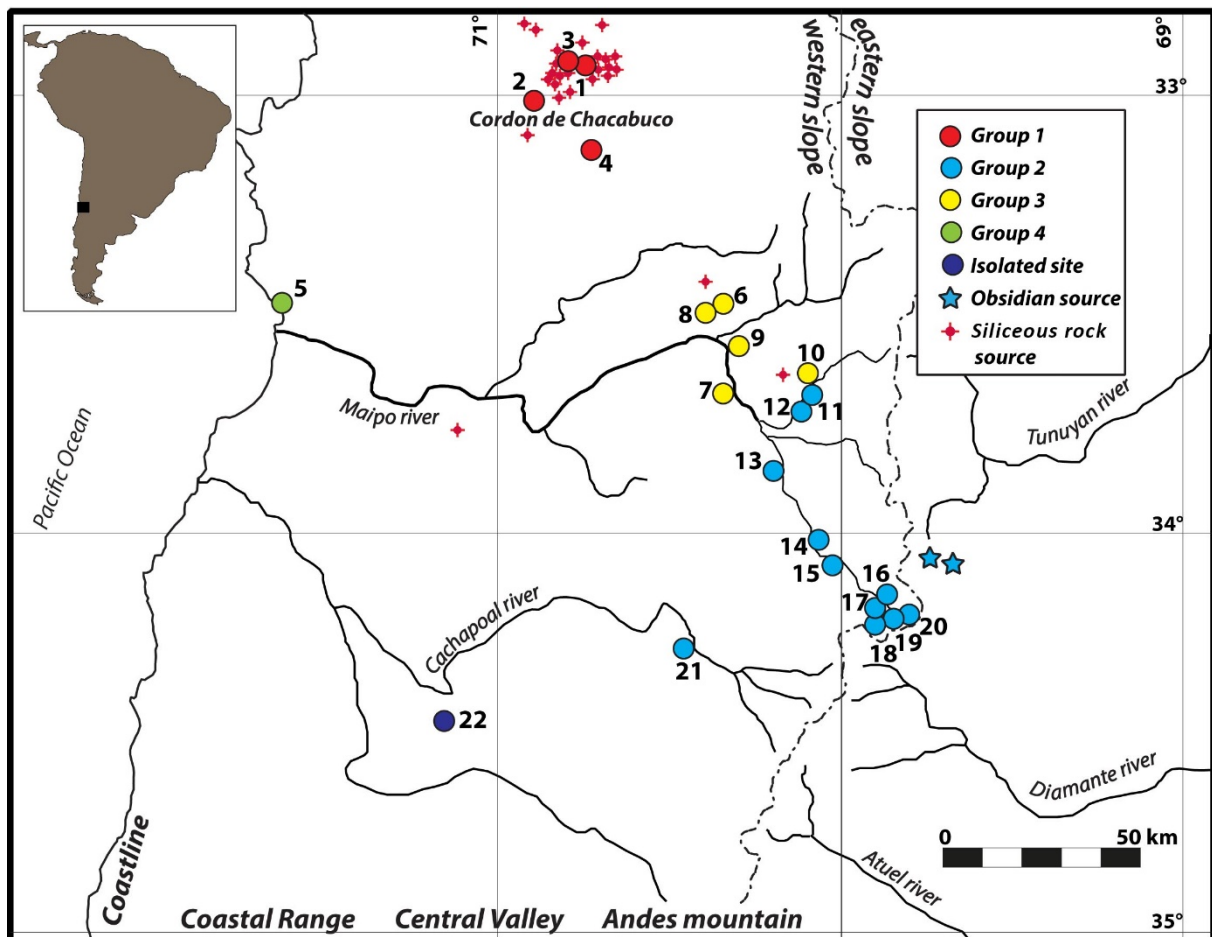 71°
69°
3
1
2
33°
Cordon de Chacabuco
4
western slope
eastern slope
Group 1
Group 2
Group 3
Group 4
Isolated site
Obsidian source
Siliceous rock
source
5
6
8
9
10
7
12
11
Maipo river
Tunuyan river
Pacific Ocean
13
34°
14
15
16
17
18
19
20
Cachapoal river
21
22
Diamante river
0
50 km
Atuel river
Coastline
Coastal Range
Central Valley
Andes mountain
35°